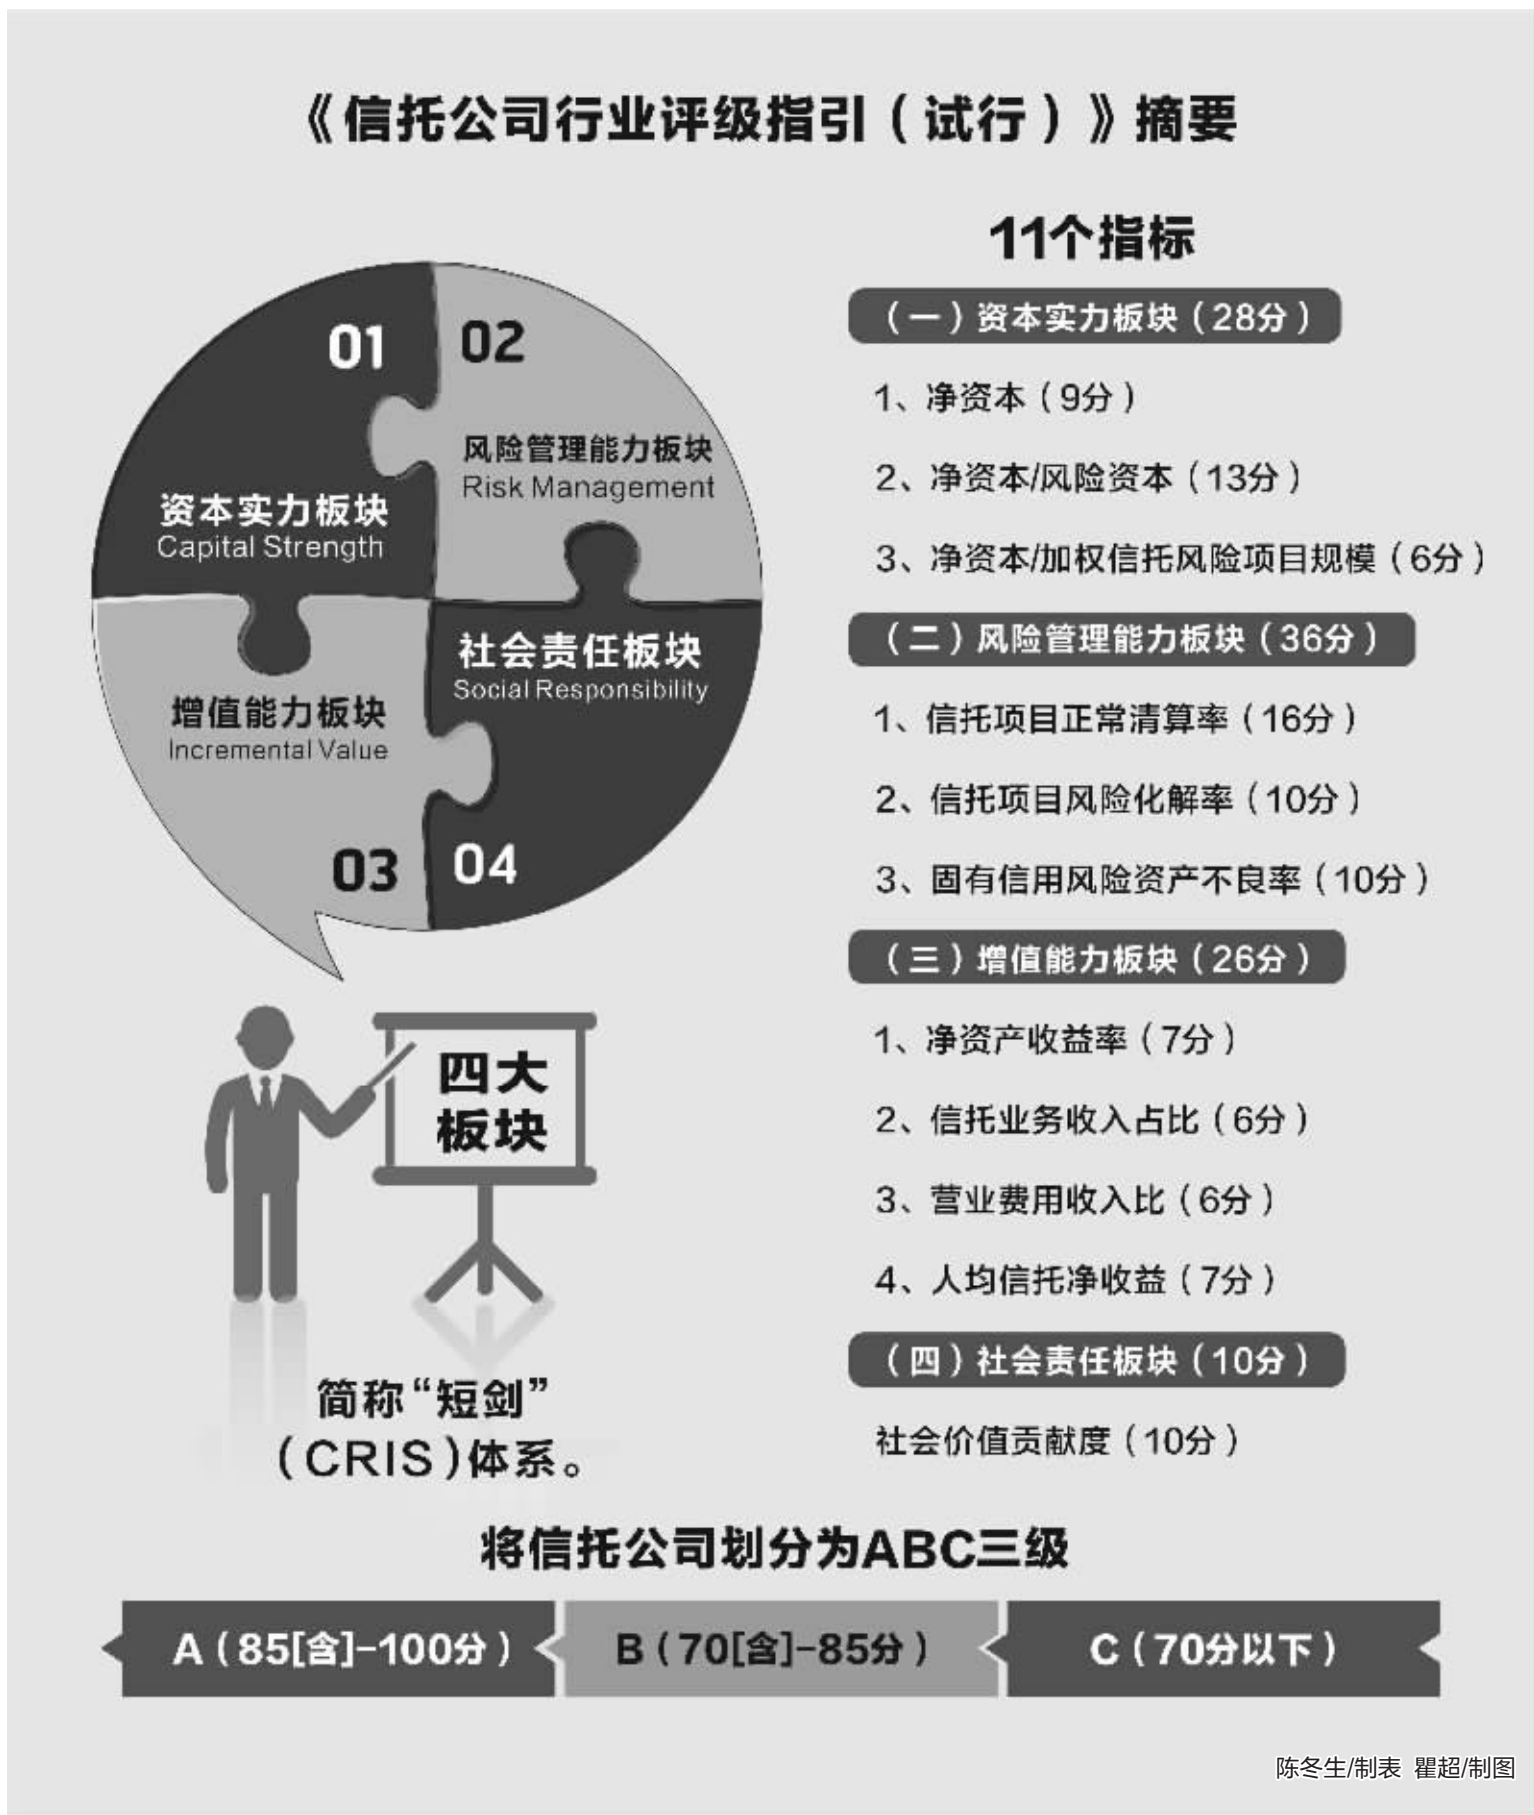 《信托公司行业评级指引（试行）》摘要
01
资本实力板块
Capital Strength
02
风险管理能力板块
Risk Management
增值能力板块
Incremental Value
03
社会责任板块
Social Responsibility
04
四大
板块
简称“短剑”
（CRIS）体系。
11个指标
（一）资本实力板块（28分）
1、净资本（9分）
2、净资本/风险资本（13分）
3、净资本/加权信托风险项目规模（6分）
（二）风险管理能力板块（36分）
1、信托项目正常清算率（16分）
2、信托项目风险化解率（10分）
3、固有信用风险资产不良率（10分）
（三）增值能力板块（26分）
1、净资产收益率（7分）
2、信托业务收入占比（6分）
3、营业费用收入比（6分）
4、人均信托净收益（7分）
（四）社会责任板块（10分）
社会价值贡献度（10分）
将信托公司划分为ABC三级
A（85[含]-100分）
B（70[含]-85分）
C（70分以下）
陈冬生/制表 瞿超/制图